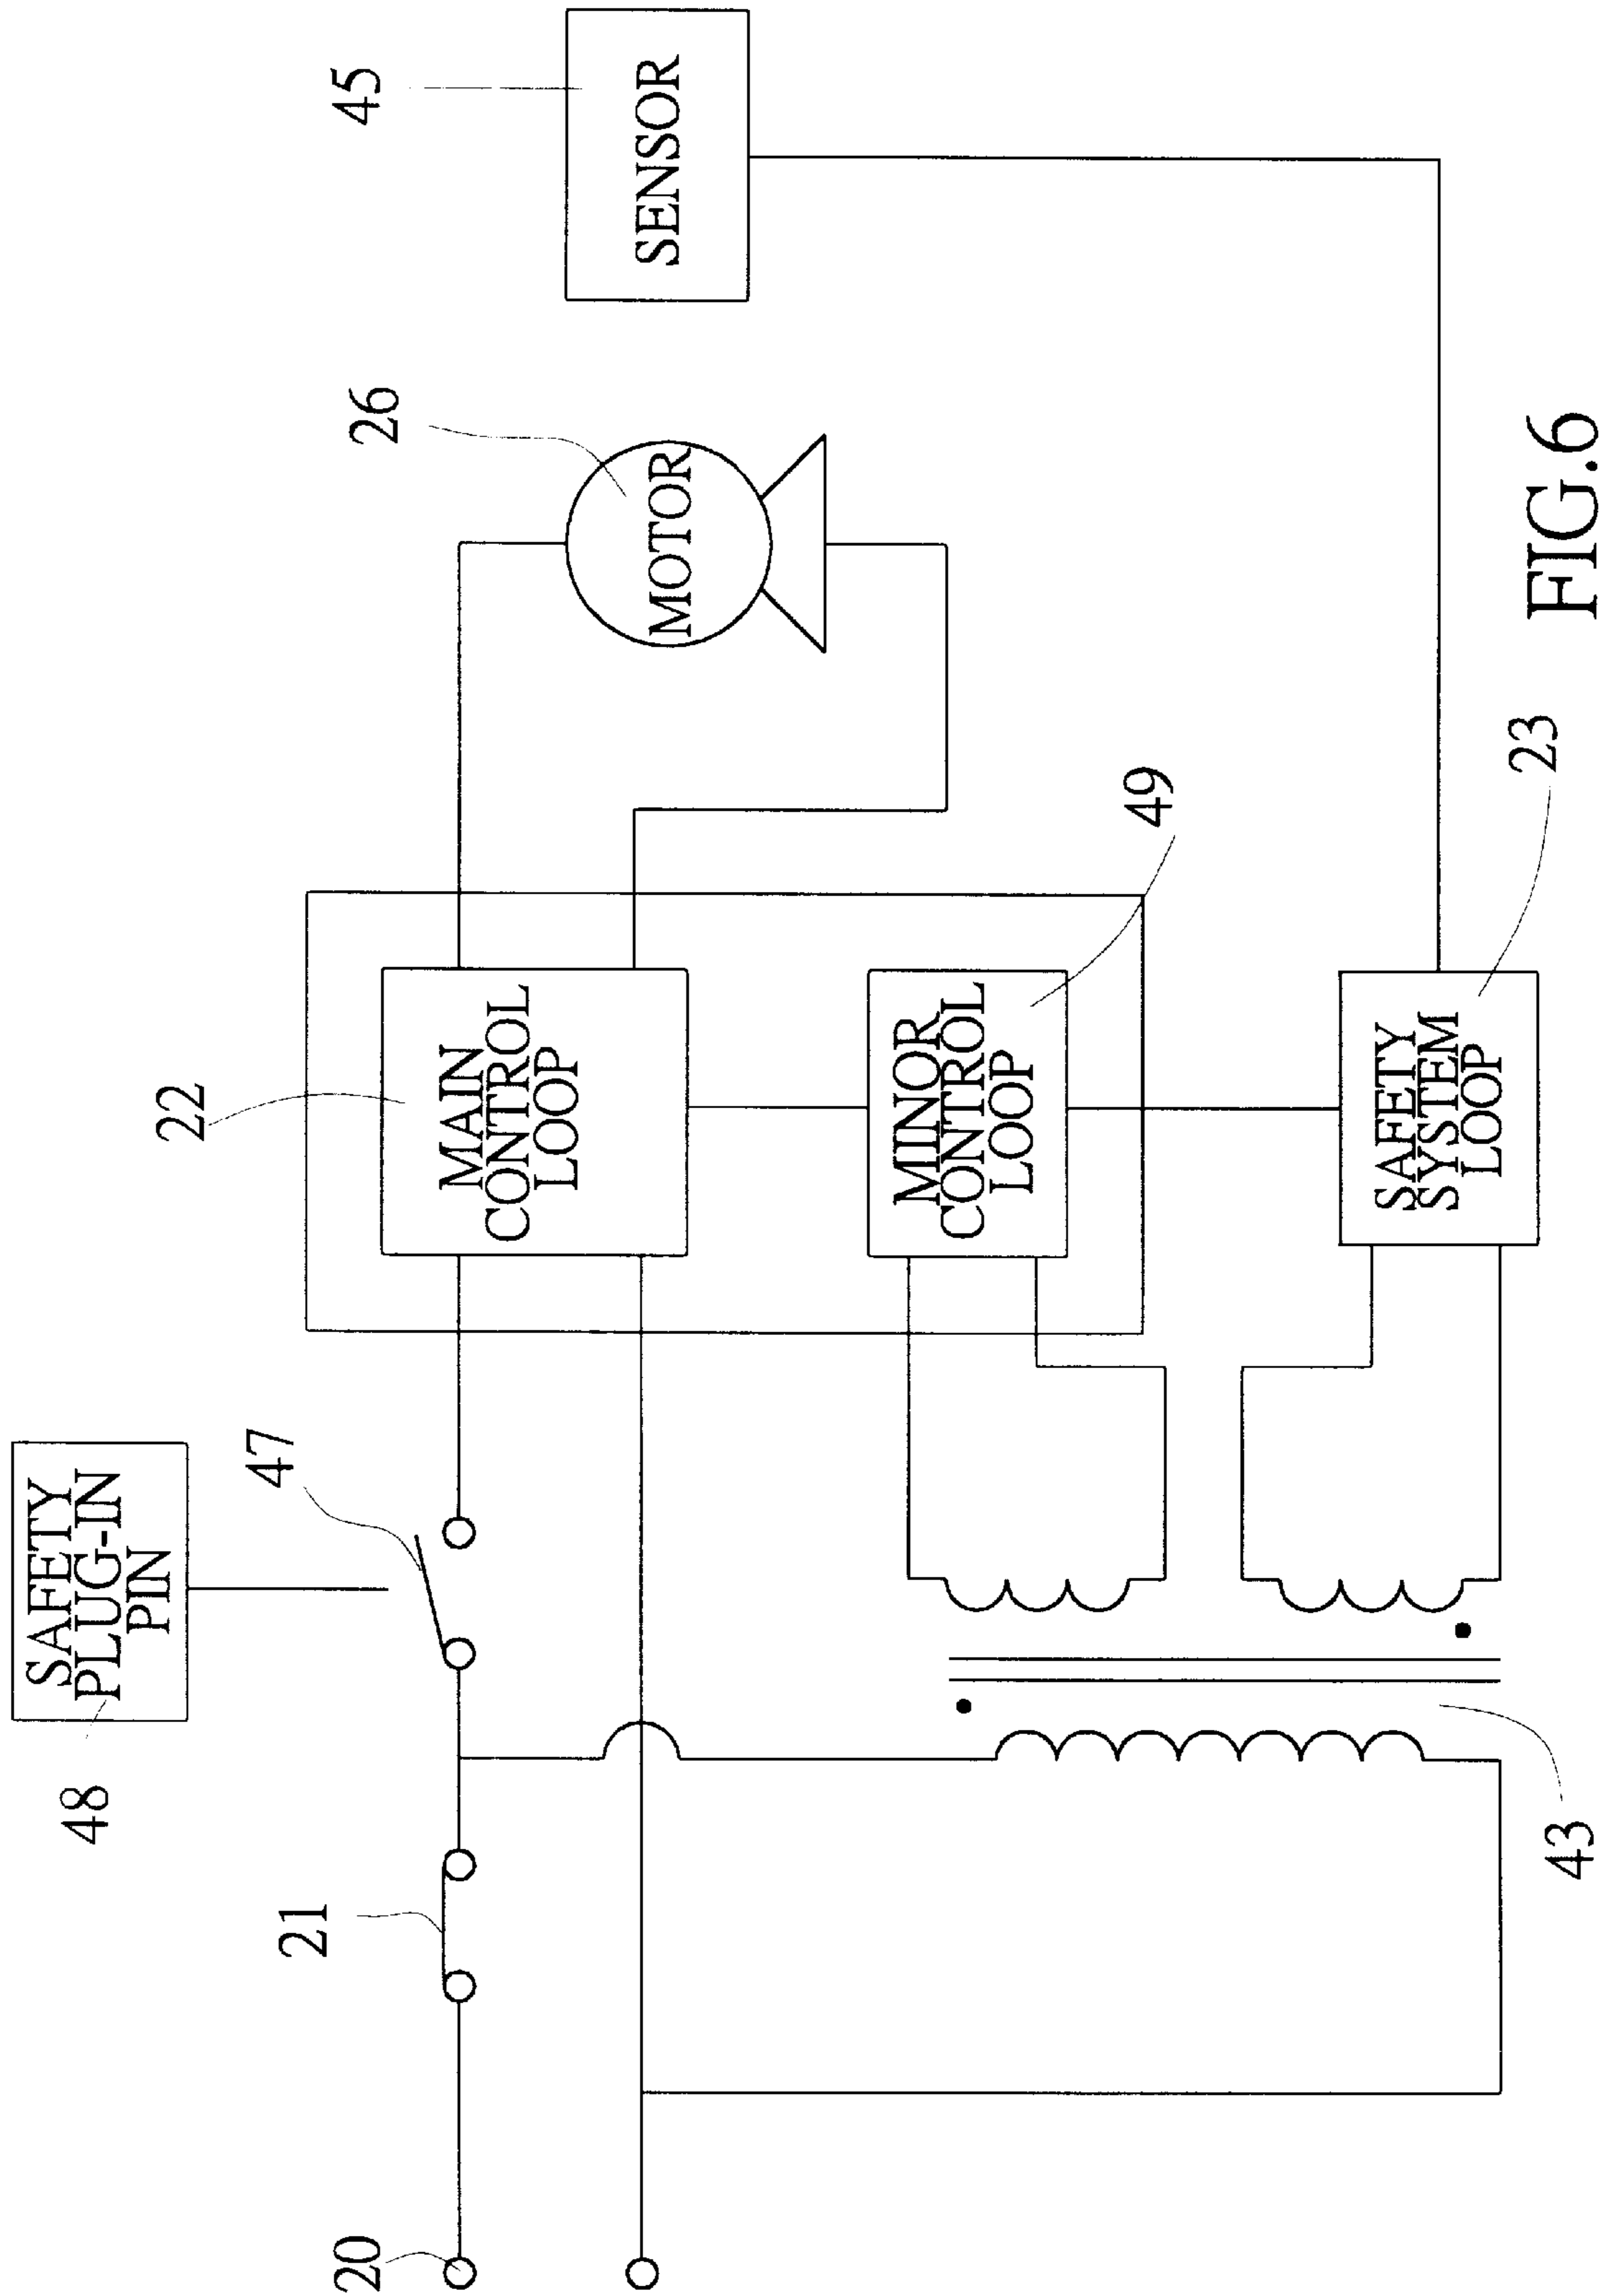 SAFETY
PLUG-IN
PIN
48
47
22
45
21
20
26
MAIN
CONTROL
LOOP
MOTOR
SENSOR
MINOR
CONTROL
LOOP
49
SAFETY
SYSTEM
LOOP
43
23
FIG.6